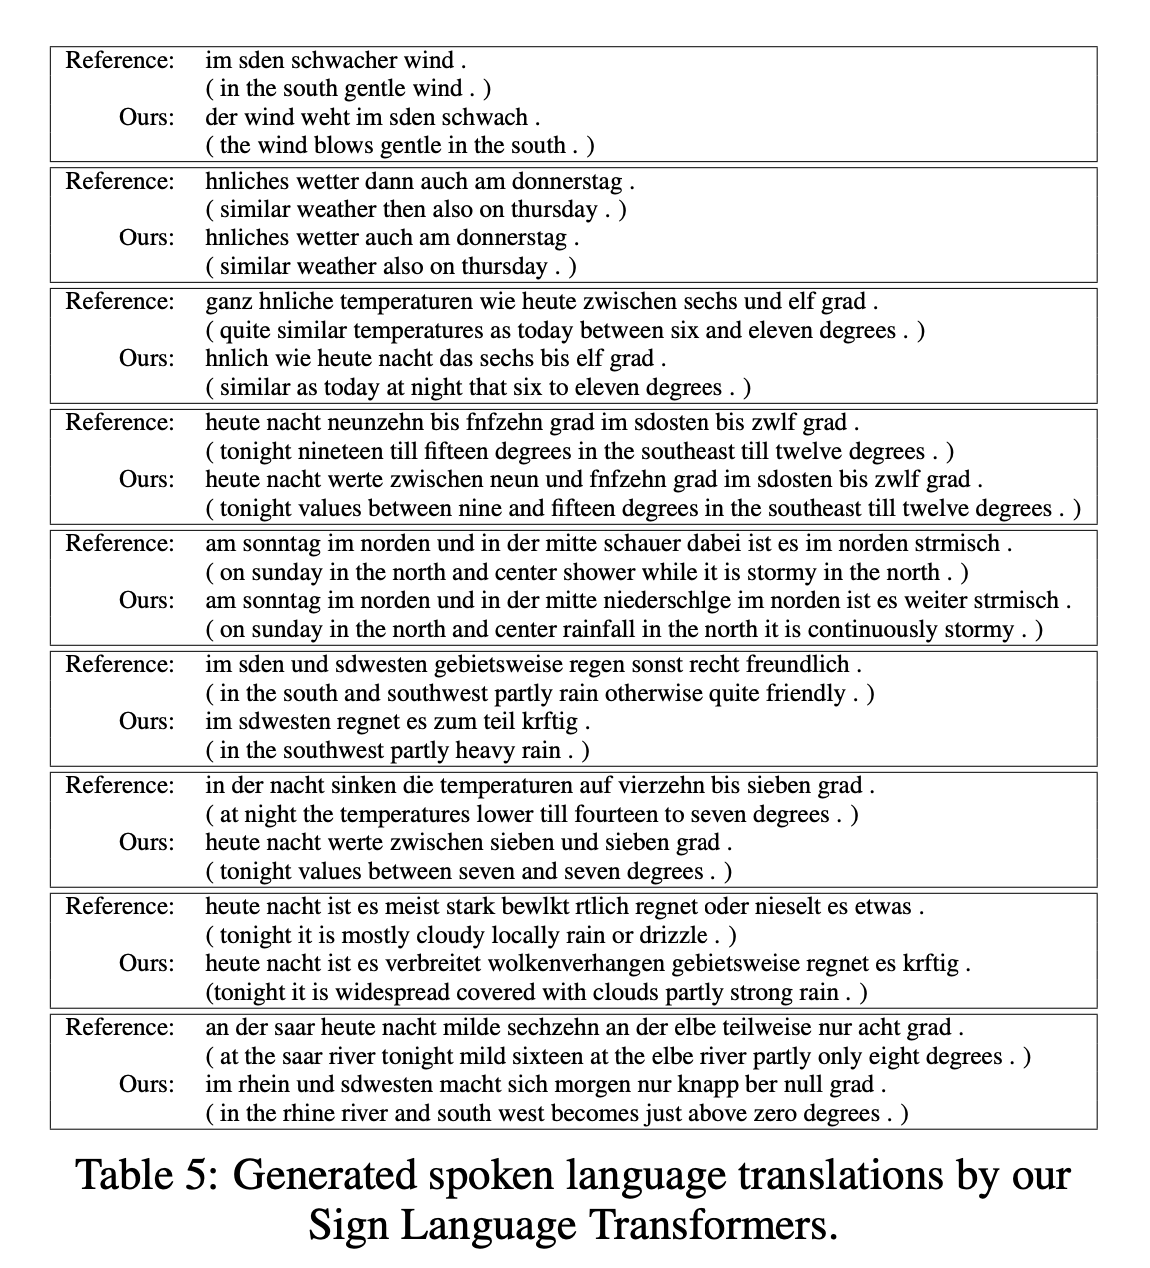 Reference: im sden schwacher wind .
( in the south gentle wind . )
Ours: der wind weht im sden schwach .
( the wind blows gentle in the south . )
Reference: hnliches wetter dann auch am donnerstag .
( similar weather then also on thursday . )
Ours: hnliches wetter auch am donnerstag .
( similar weather also on thursday . )
Reference: ganz hnliche temperaturen wie heute zwischen sechs und elf grad .
( quite similar temperatures as today between six and eleven degrees . )
Ours: hnlich wie heute nacht das sechs bis elf grad .
( similar as today at night that six to eleven degrees . )
Reference: heute nacht neunzehn bis fnfzehn grad im sdosten bis zwlf grad .
( tonight nineteen till fifteen degrees in the southeast till twelve degrees . )
Ours: heute nacht werte zwischen neun und fnfzehn grad im sdosten bis zwlf grad .
( tonight values between nine and fifteen degrees in the southeast till twelve degrees . )
Reference: am sonntag im norden und in der mitte schauer dabei ist es im norden strmisch .
( on sunday in the north and center shower while it is stormy in the north . )
Ours: am sonntag im norden und in der mitte niederschlge im norden ist es weiter strmisch .
( on sunday in the north and center rainfall in the north it is continuously stormy . )
Reference: im sden und sdwesten gebietsweise regen sonst recht freundlich .
( in the south and southwest partly rain otherwise quite friendly . )
Ours: im sdwesten regnet es zum teil krftig .
( in the southwest partly heavy rain . )
Reference: in der nacht sinken die temperaturen auf vierzehn bis sieben grad .
( at night the temperatures lower till fourteen to seven degrees . )
Ours: heute nacht werte zwischen sieben und sieben grad .
( tonight values between seven and seven degrees . )
Reference: heute nacht ist es meist stark bewlkt rtlich regnet oder nieselt es etwas .
( tonight it is mostly cloudy locally rain or drizzle . )
Ours: heute nacht ist es verbreitet wolkenverhangen gebietsweise regnet es krftig .
(tonight it is widespread covered with clouds partly strong rain . )
Reference: an der saar heute nacht milde sechzehn an der elbe teilweise nur acht grad .
( at the saar river tonight mild sixteen at the elbe river partly only eight degrees . )
Ours: im rhein und sdwesten macht sich morgen nur knapp ber null grad .
( in the rhine river and south west becomes just above zero degrees . )
Table 5: Generated spoken language translations by our
Sign Language Transformers.